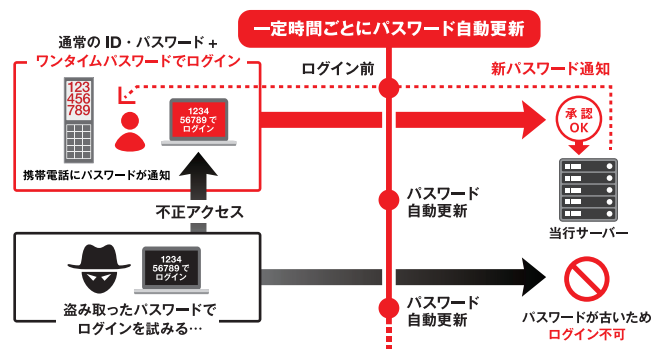 一定時間ごとにパスワード自動更新
通常の ID・パスワード +
ワンタイムパスワードでログイン
ログイン前
新パスワード通知
123
456
789
1234
56789 で
ログイン
承認
OK
携帯電話にパスワードが通知
不正アクセス
パスワード
自動更新
当行サーバー
1234
56789 で
ログイン
盗み取ったパスワードで
ログインを試みる…
パスワード
自動更新
パスワードが古いため
ログイン不可